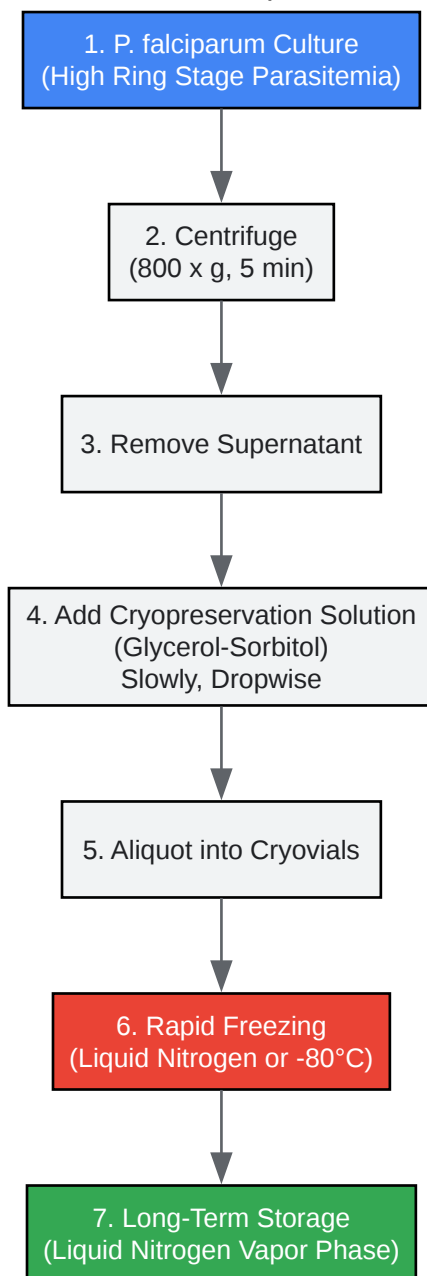 1. P. falciparum Culture
(High Ring Stage Parasitemia)
2. Centrifuge
(800 x g, 5 min)
3. Remove Supernatant
4. Add Cryopreservation Solution
(Glycerol-Sorbitol)
Slowly, Dropwise
5. Aliquot into Cryovials
6. Rapid Freezing
(Liquid Nitrogen or -80°C)
7. Long-Term Storage
(Liquid Nitrogen Vapor Phase)